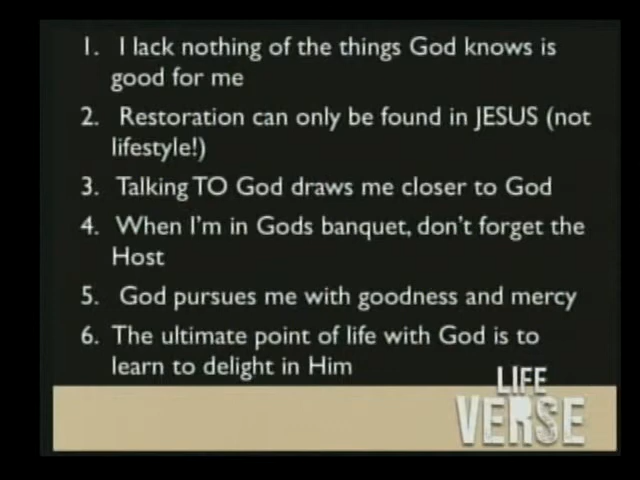 1. I lack nothing of the things God knows is
good for me
2. Restoration can only be found in JESUS (not
lifestyle!)
3. Talking TO God draws me closer to God
4. When I'm in Gods banquet, don't forget the
Host
5. God pursues me with goodness and mercy
6. The ultimate point of life with God is to
learn to delight in Him
LIFE
VERSE